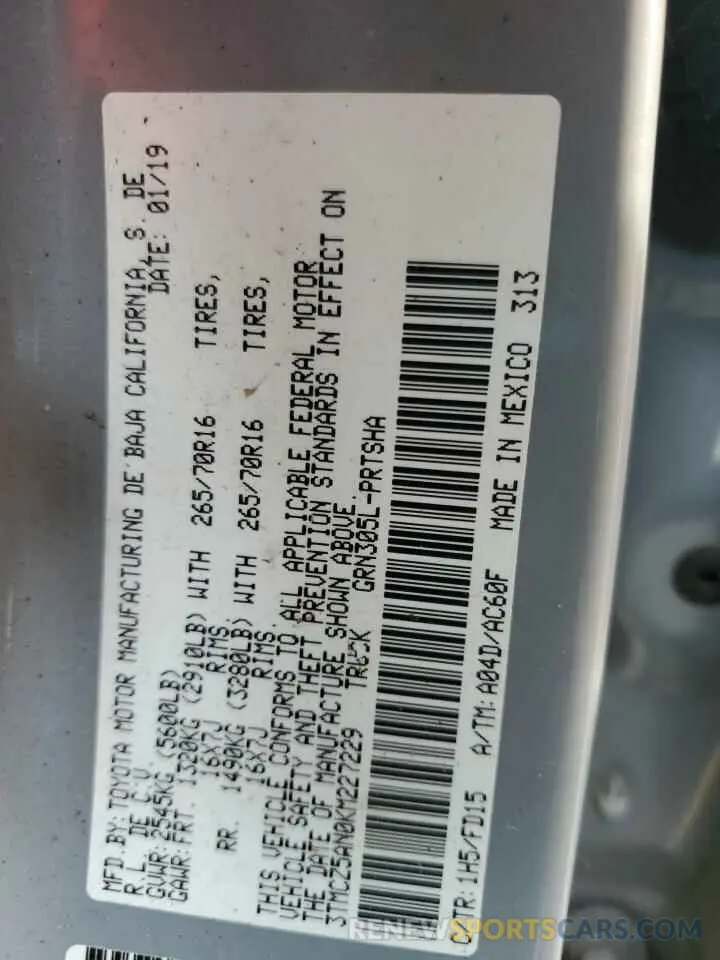 MFD.BY: TOYOTA MOTOR MANUFACTURING DE BAJA CALIFORNIA, S. DE
R.L. DE C.V. DATE: 01/19
GVWR: 2545KG (5600LB)
GAWR: FRT. 1320KG (2910LB) WITH 265/70R16 TIRES,
16X7J RIMS
RR. 1490KG (3280LB) WITH 265/70R16 TIRES,
16X7J RIMS
THIS VEHICLE CONFORMS TO ALL APPLICABLE FEDERAL MOTOR
VEHICLE SAFETY AND THEFT PREVENTION STANDARDS IN EFFECT ON
THE DATE OF MANUFACTURE SHOWN ABOVE.
3TMCZ5AN0KM227229 TRUCK GRN305L-PRTSHA
C/TR: 1H5/FD15 A/TM: A04D/AC60F MADE IN MEXICO 313
RENEWSPORTSCARS.COM